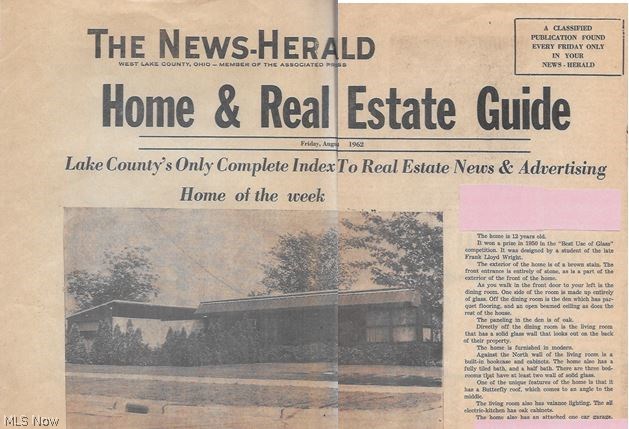 THE NEWS-HERALD
WEST LAKE COUNTY, OHIO — MEMBER OF THE ASSOCIATED PRESS
A CLASSIFIED
PUBLICATION FOUND
EVERY FRIDAY ONLY
IN YOUR
NEWS - HERALD
Home & Real Estate Guide
Friday, Augu 1962
Lake County's Only Complete Index To Real Estate News & Advertising
Home of the week
The home is 12 years old.
It won a prize in 1950 in the "Best Use of Glass"
competition. It was designed by a student of the late
Frank Lloyd Wright.
The exterior of the home is of a brown stain. The
front entrance is entirely of stone, as is a part of the
exterior of the front of the home.
As you walk in the front door to your left is the
dining room. One side of the room is made up entirely
of glass. Off the dining room is the den which has par-
quet flooring, and an open beamed ceiling as does the
rest of the house.
The paneling in the den is of oak.
Directly off the dining room is the living room
that has a solid glass wall that looks out on the back
of their property.
The home is furnished in modern.
Against the North wall of the living room is a
built-in bookcase and cabinets. The home also has a
fully tiled bath, and a half bath. There are three bed-
rooms that have at least two wall of solid glass.
One of the unique features of the home is that it
has a Butterfly roof, which comes to an angle to the
middle.
The living room also has valance lighting. The all
electric-kitchen has oak cabinets.
The home also has an attached one car garage.
MLS Now